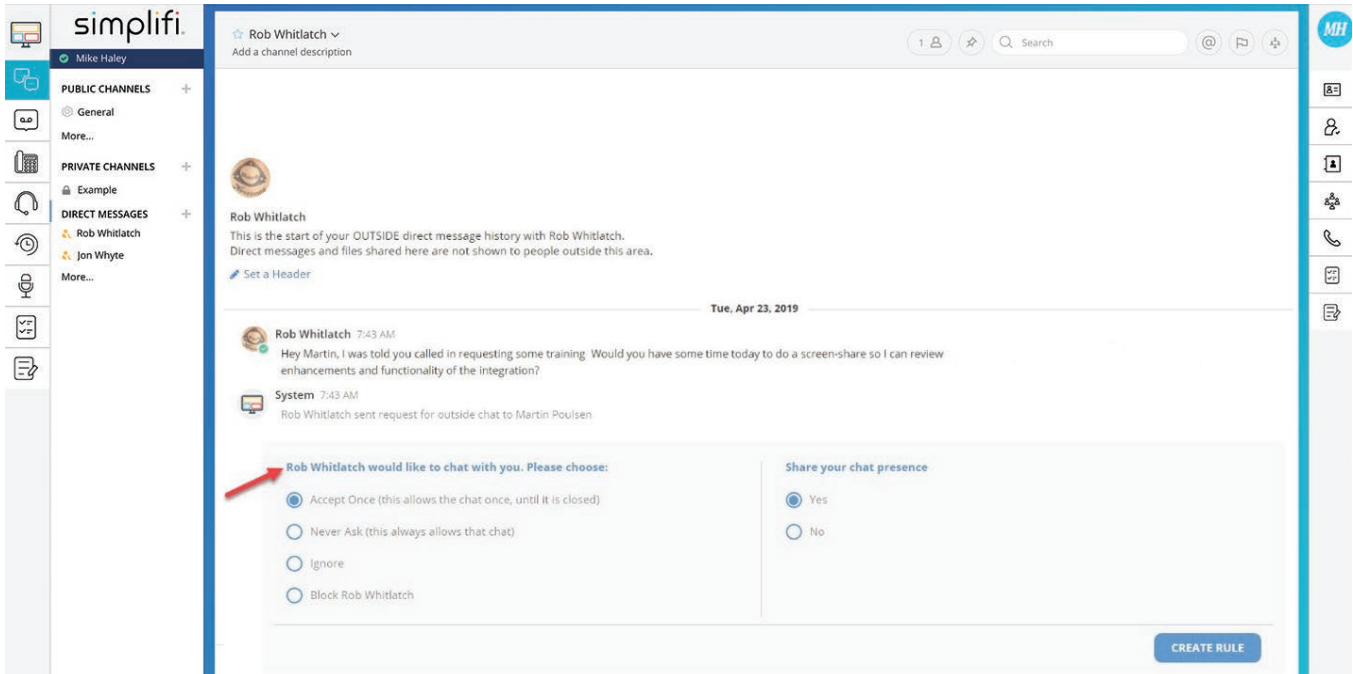 simplifi.
Mike Haley
PUBLIC CHANNELS +
General
More...
PRIVATE CHANNELS +
Example
DIRECT MESSAGES +
Rob Whitlatch
Jon Whyte
More...
Rob Whitlatch
Add a channel description
1
Search
@
MH
Rob Whitlatch
This is the start of your OUTSIDE direct message history with Rob Whitlatch.
Direct messages and files shared here are not shown to people outside this area.
Set a Header
Tue, Apr 23, 2019
Rob Whitlatch 7:43 AM
Hey Martin, I was told you called in requesting some training Would you have some time today to do a screen-share so I can review
enhancements and functionality of the integration?
System 7:43 AM
Rob Whitlatch sent request for outside chat to Martin Poulsen
Rob Whitlatch would like to chat with you. Please choose:
Accept Once (this allows the chat once, until it is closed)
Never Ask (this always allows that chat)
Ignore
Block Rob Whitlatch
Share your chat presence
Yes
No
CREATE RULE